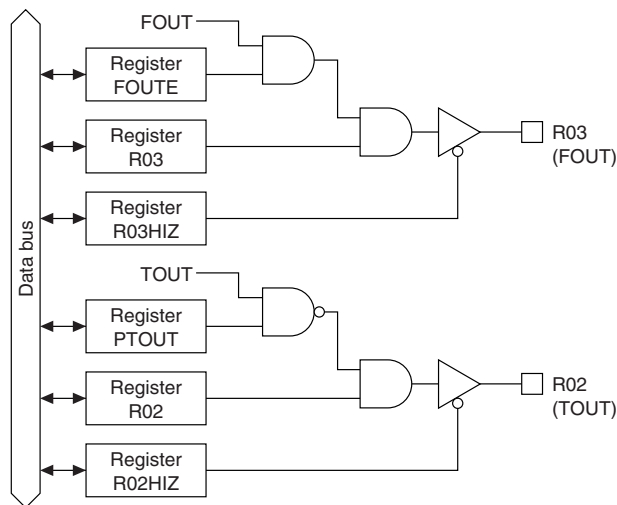 FOUT
Register
FOUTE
Register
R03
R03
(FOUT)
Register
R03HIZ
Data bus
TOUT
Register
PTOUT
Register
R02
R02
(TOUT)
Register
R02HIZ